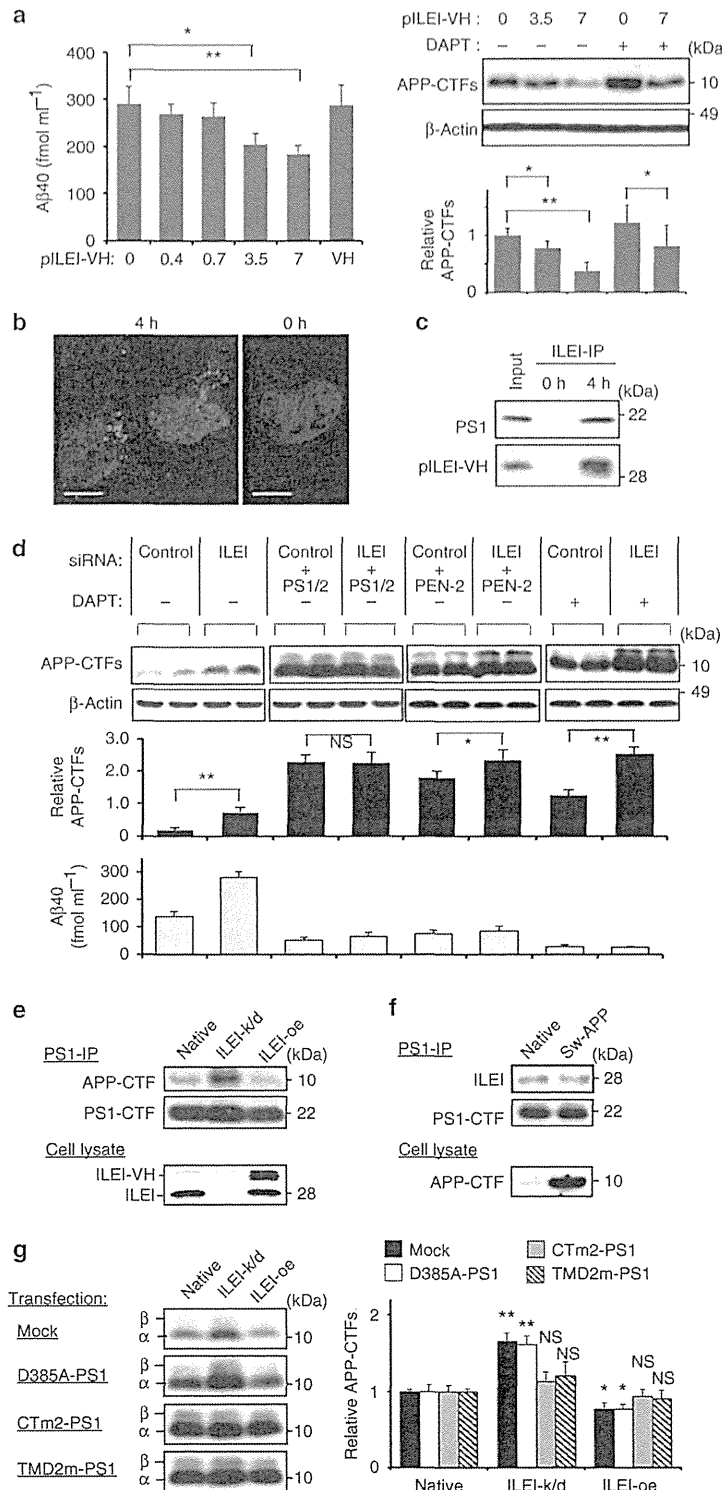 a
* 
**
400
300
200
100
0
Aβ40 (fmol ml⁻¹)
pILEI-VH: 0 0.4 0.7 3.5 7 VH
pILEI-VH : 0 3.5 7 0 7
DAPT : – – – + + (kDa
APP-CTFs 10
49
β-Actin
* ** *
1
0
Relative APP-CTFs
b
4 h 0 h
c
Input ILEI-IP
0 h 4 h (kDa)
PS1 22
pILEI-VH 28
d
siRNA: Control ILEI Control + PS1/2 ILEI + PS1/2 Control + PEN-2 ILEI + PEN-2 Control ILEI
DAPT: – – – – – – + +
(kDa)
APP-CTFs 10
49
β-Actin
3.0
2.0
1.0
0
Relative APP-CTFs
** NS * **
300
200
100
0
Aβ40 (fmol ml⁻¹)
e
Native ILEI-k/d ILEI-oe
PS1-IP (kDa)
APP-CTF 10
PS1-CTF 22
Cell lysate
ILEI-VH
ILEI 28
f
Native Sw-APP
PS1-IP (kDa)
ILEI 28
PS1-CTF 22
Cell lysate
APP-CTF 10
g
Native ILEI-k/d ILEI-oe
Transfection: (kDa)
Mock β α 10
D385A-PS1 β α 10
CTm2-PS1 β α 10
TMD2m-PS1 β α 10
Mock CTm2-PS1
D385A-PS1 TMD2m-PS1
2
1
0
Relative APP-CTFs
** ** NS NS
* * NS NS
Native ILEI-k/d ILEI-oe